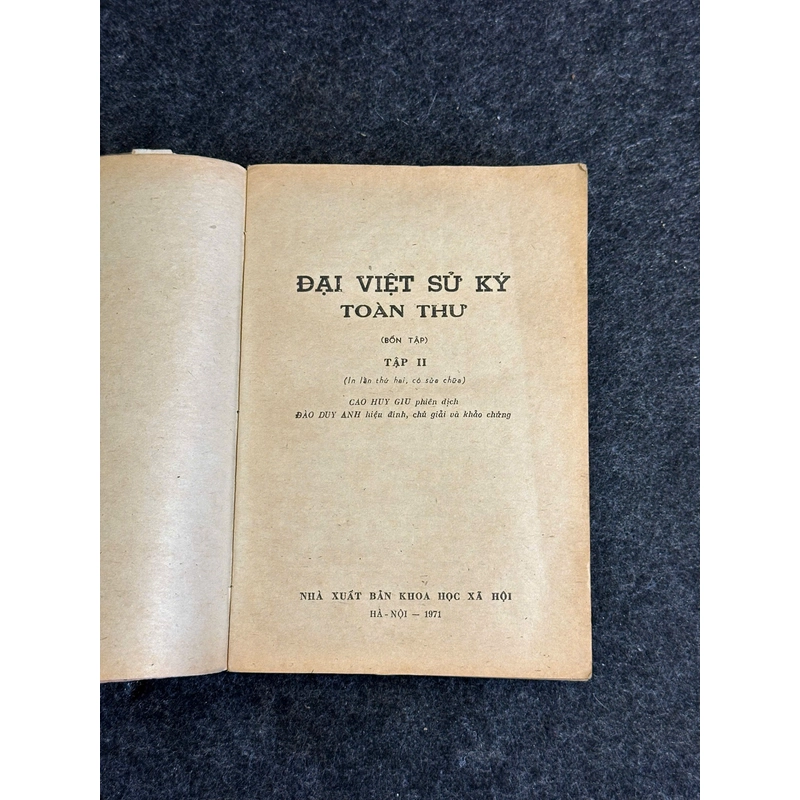 ĐẠI VIỆT SỬ KÝ
TOÀN THƯ
(BỐN TẬP)
TẬP II
(In lần thứ hai, có sửa chữa)
CAO HUY GIU phiên dịch
ĐÀO DUY ANH hiệu đính, chú giải và khảo chứng
NHÀ XUẤT BẢN KHOA HỌC XÃ HỘI
HÀ-NỘI — 1971